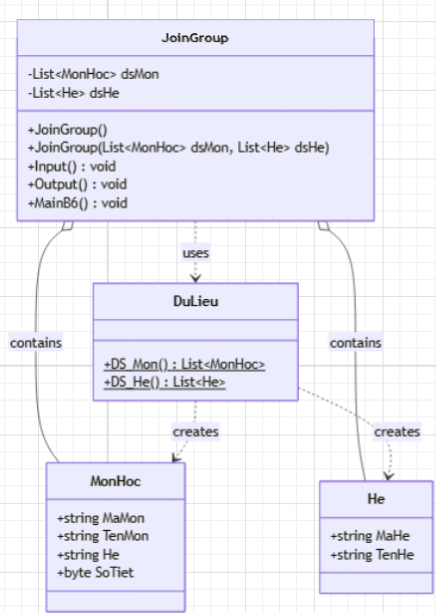 JoinGroup
-List<MonHoc> dsMon
-List<He> dsHe
+JoinGroup()
+JoinGroup(List<MonHoc> dsMon, List<He> dsHe)
+Input() : void
+Output() : void
+MainB6() : void
uses
DuLieu
+DS_Mon() : List<MonHoc>
+DS_He() : List<He>
contains
contains
creates
creates
MonHoc
+string MaMon
+string TenMon
+string He
+byte SoTiet
He
+string MaHe
+string TenHe